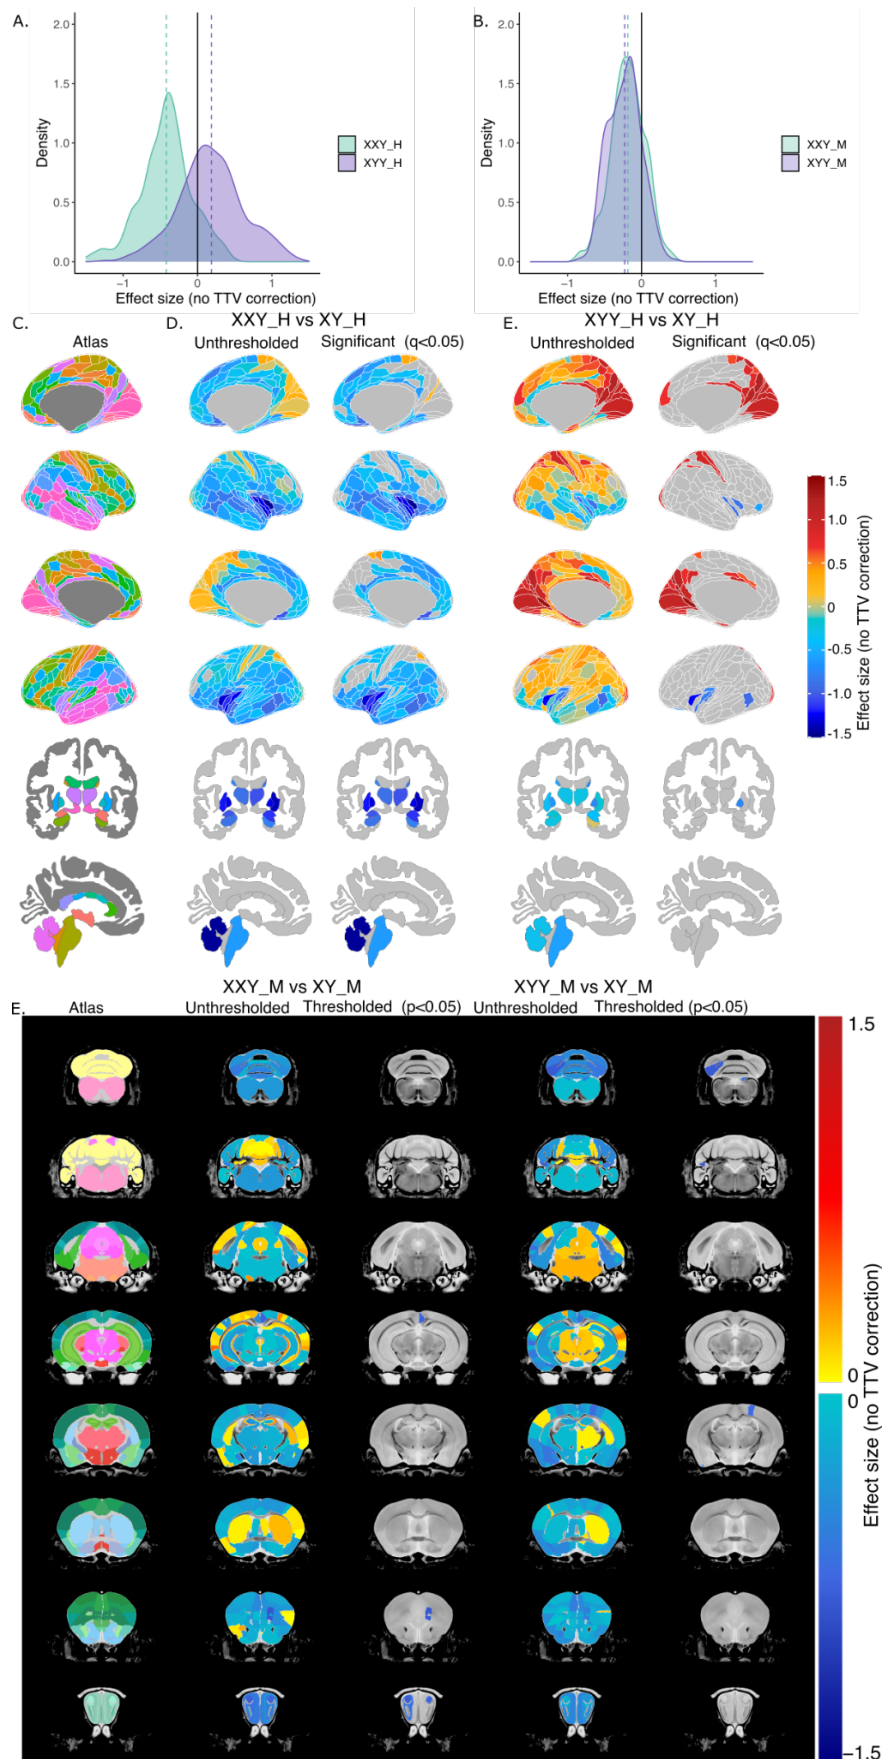 A.
2.0
1.5
1.0
0.5
0.0
Density
−1
0
1
Effect size (no TTV correction)
XXY_H
XYY_H
B.
2.0
1.5
1.0
0.5
0.0
Density
−1
0
1
Effect size (no TTV correction)
XXY_M
XYY_M
C.
Atlas
D.
XXY_H vs XY_H
Unthresholded
Significant (q<0.05)
E.
XYY_H vs XY_H
Unthresholded
Significant (q<0.05)
1.5
1.0
0.5
0
-0.5
-1.0
-1.5
Effect size (no TTV correction)
E.
Atlas
XXY_M vs XY_M
Unthresholded
Thresholded (p<0.05)
XYY_M vs XY_M
Unthresholded
Thresholded (p<0.05)
1.5
0
0
−1.5
Effect size (no TTV correction)